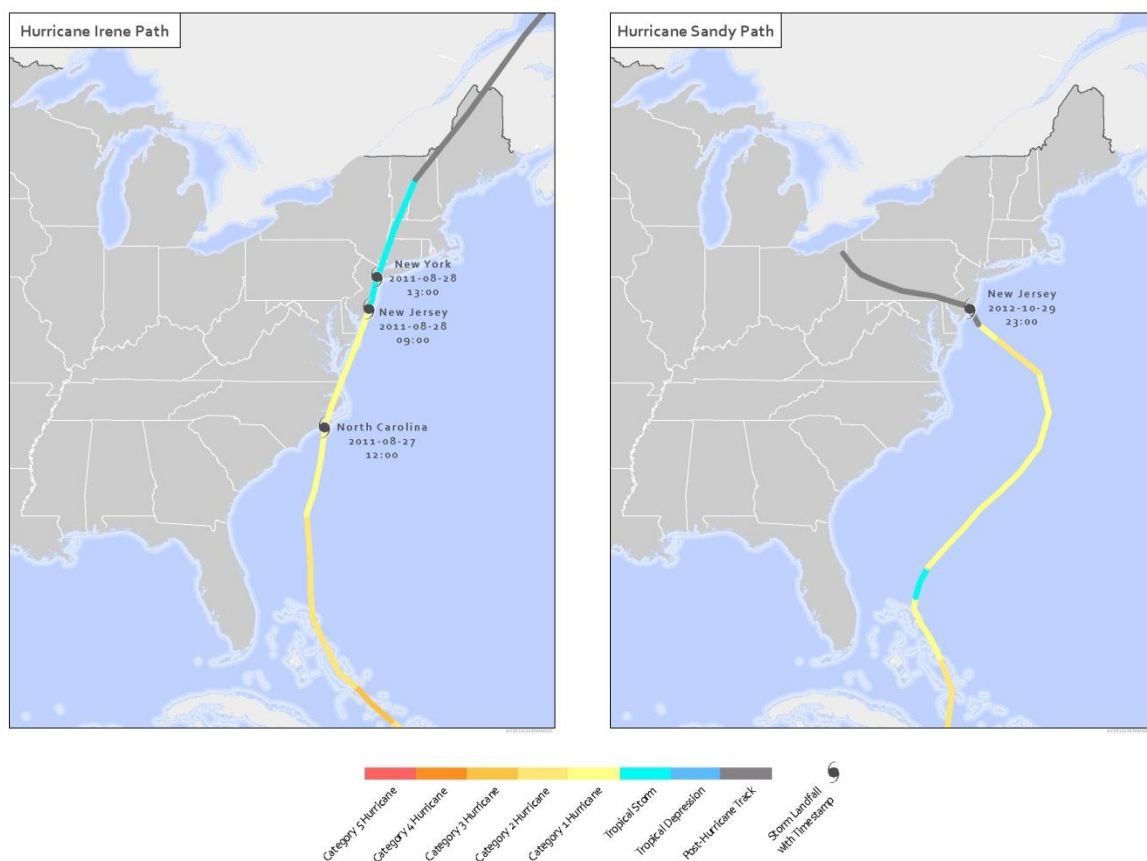 Hurricane Irene Path
New York
2011-08-28
13:00
New Jersey
2011-08-28
09:00
North Carolina
2011-08-27
12:00
Hurricane Sandy Path
New Jersey
2012-10-29
23:00
Category 5 Hurricane
Category 4 Hurricane
Category 3 Hurricane
Category 2 Hurricane
Category 1 Hurricane
Tropical Storm
Tropical Depression
Post-Hurricane Track
Storm Landfall
with Timestamp